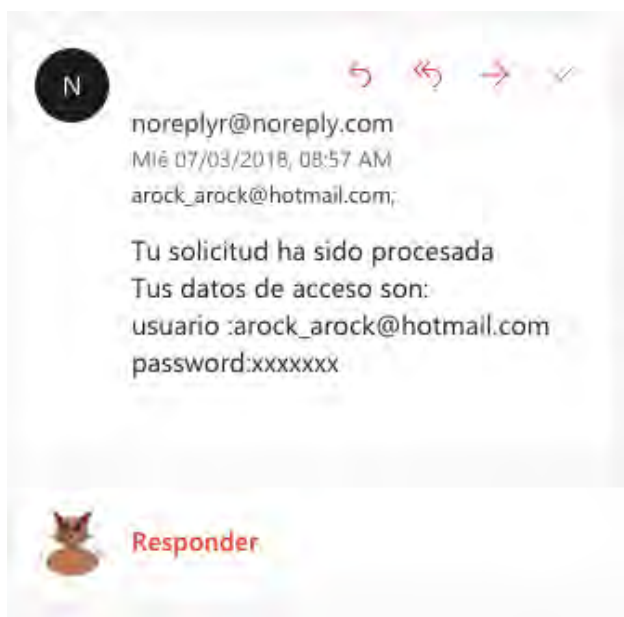 N
noreplyr@noreply.com
Mié 07/03/2018, 08:57 AM
arock_arock@hotmail.com;
Tu solicitud ha sido procesada
Tus datos de acceso son:
usuario :arock_arock@hotmail.com
password:xxxxxxx
Responder